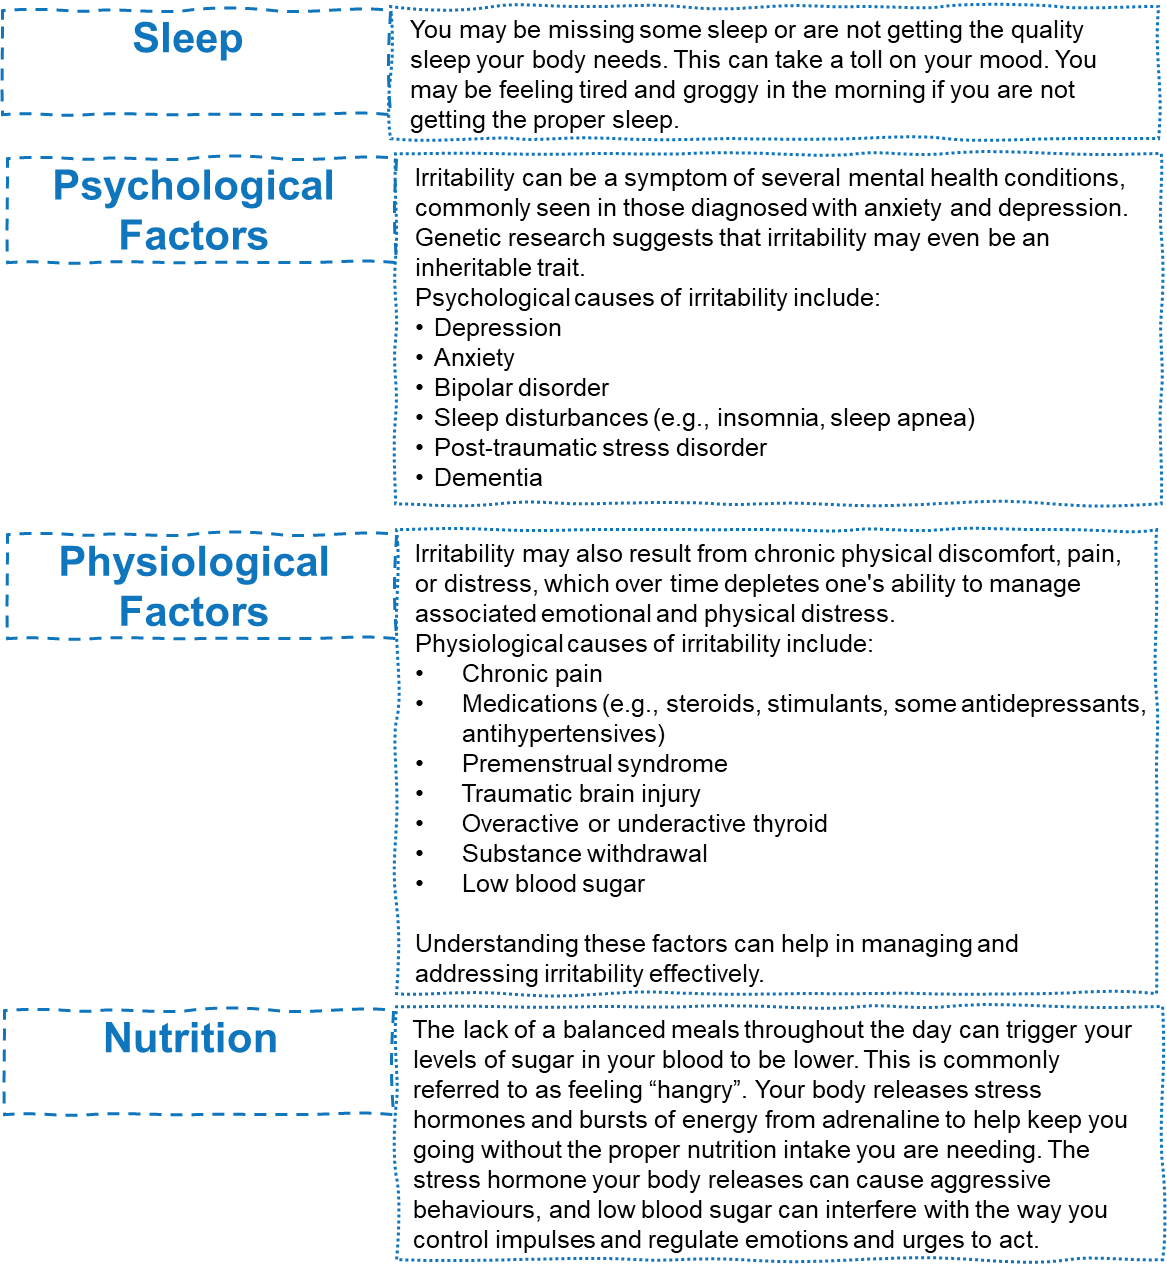 Sleep
You may be missing some sleep or are not getting the quality
sleep your body needs. This can take a toll on your mood. You
may be feeling tired and groggy in the morning if you are not
getting the proper sleep.
Psychological
Factors
Irritability can be a symptom of several mental health conditions,
commonly seen in those diagnosed with anxiety and depression.
Genetic research suggests that irritability may even be an
inheritable trait.
Psychological causes of irritability include:
• Depression
• Anxiety
• Bipolar disorder
• Sleep disturbances (e.g., insomnia, sleep apnea)
• Post-traumatic stress disorder
• Dementia
Physiological
Factors
Irritability may also result from chronic physical discomfort, pain,
or distress, which over time depletes one's ability to manage
associated emotional and physical distress.
Physiological causes of irritability include:
• Chronic pain
• Medications (e.g., steroids, stimulants, some antidepressants,
antihypertensives)
• Premenstrual syndrome
• Traumatic brain injury
• Overactive or underactive thyroid
• Substance withdrawal
• Low blood sugar
Understanding these factors can help in managing and
addressing irritability effectively.
Nutrition
The lack of a balanced meals throughout the day can trigger your
levels of sugar in your blood to be lower. This is commonly
referred to as feeling “hangry”. Your body releases stress
hormones and bursts of energy from adrenaline to help keep you
going without the proper nutrition intake you are needing. The
stress hormone your body releases can cause aggressive
behaviours, and low blood sugar can interfere with the way you
control impulses and regulate emotions and urges to act.